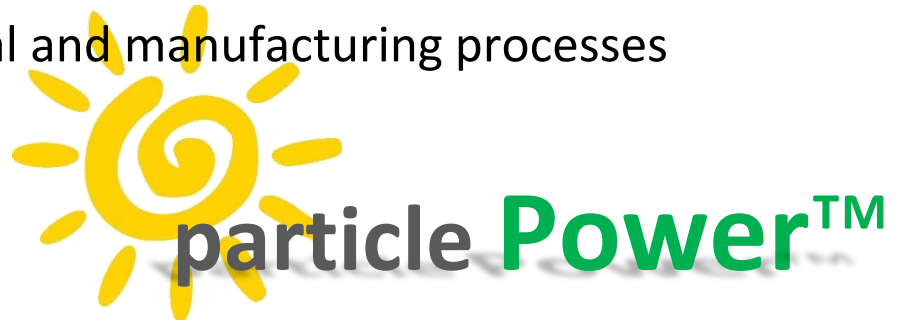 and manufacturing processes
particle Power™